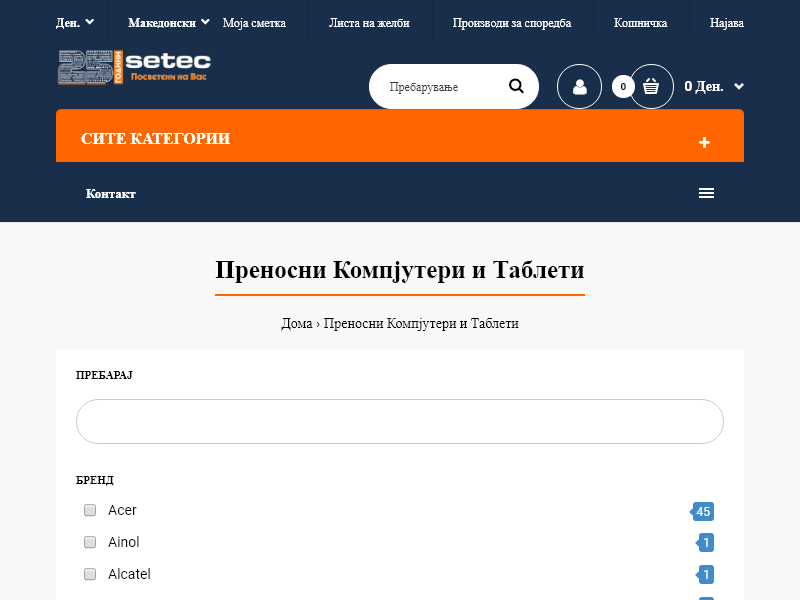 Ден. Македонски Моја сметка Листа на желби Производи за споредба Кошничка Најава
25 ГОДИНИ setec
Посветени на Вас
Пребарување 0 0 Ден.
СИТЕ КАТЕГОРИИ
Контакт
Преносни Компјутери и Таблети
Дома › Преносни Компјутери и Таблети
ПРЕБАРАЈ
БРЕНД
Acer 45
Ainol 1
Alcatel 1